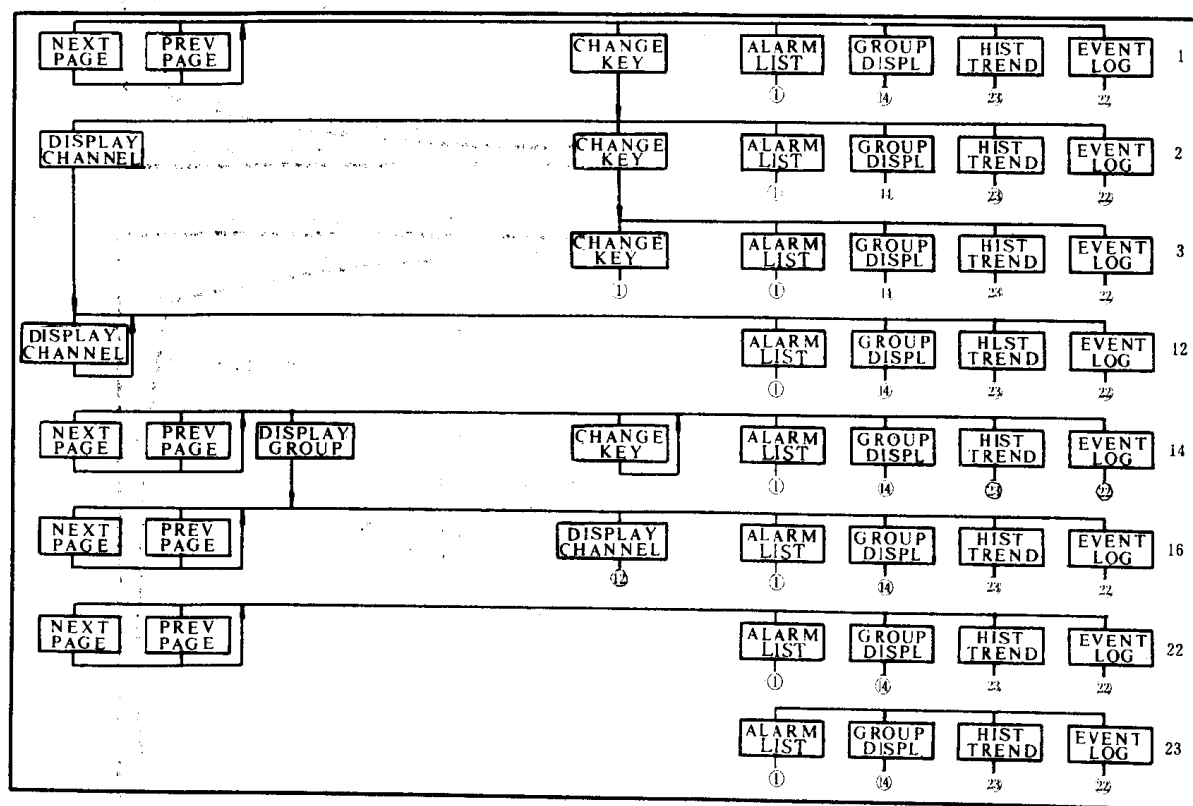 NEXT PAGE PREV PAGE CHANGE KEY ALARM LIST GROUP DISPL HIST TREND EVENT LOG 1
① ⑭ ㉓ ㉒
DISPLAY CHANNEL CHANGE KEY ALARM LIST GROUP DISPL HIST TREND EVENT LOG 2
① 14 ㉓ ㉒
CHANGE KEY ALARM LIST GROUP DISPL HIST TREND EVENT LOG 3
① ① 14 23 ㉒
DISPLAY CHANNEL ALARM LIST GROUP DISPL HLST TREND EVENT LOG 12
① ⑭ 23 ㉒
NEXT PAGE PREV PAGE DISPLAY GROUP CHANGE KEY ALARM LIST GROUP DISPL HIST TREND EVENT LOG 14
① ⑭ ㉓ ㉒
NEXT PAGE PREV PAGE DISPLAY CHANNEL ALARM LIST GROUP DISPL HIST TREND EVENT LOG 16
⑫ ① ⑭ 23 22
NEXT PAGE PREV PAGE ALARM LIST GROUP DISPL HIST TREND EVENT LOG 22
① ⑭ 23 ㉒
ALARM LIST GROUP DISPL HIST TREND EVENT LOG 23
① ⑭ 23 ㉒